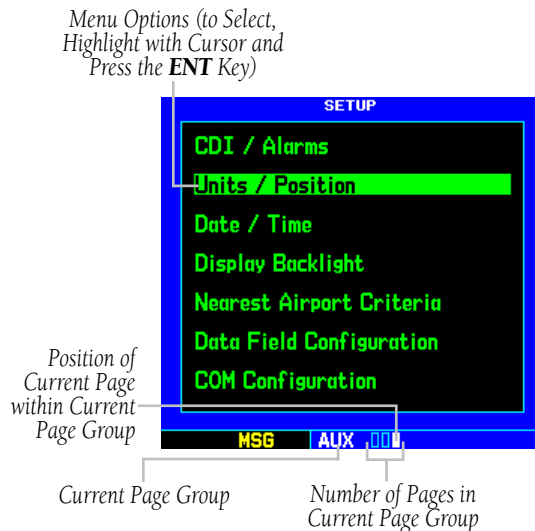 Menu Options (to Select,
Highlight with Cursor and
Press the ENT Key)
SETUP
CDI / Alarms
Units / Position
Date / Time
Display Backlight
Nearest Airport Criteria
Data Field Configuration
COM Configuration
Position of
Current Page
within Current
Page Group
MSG AUX
Current Page Group
Number of Pages in
Current Page Group